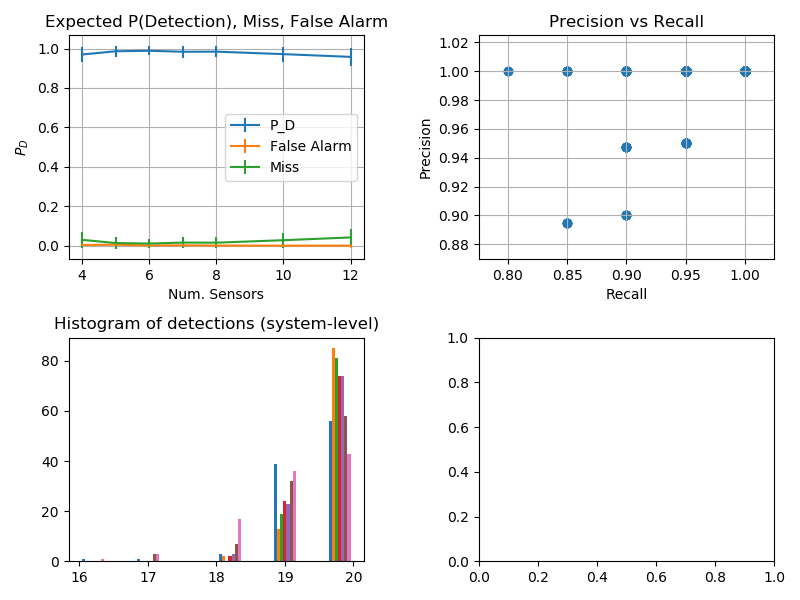 Expected P(Detection), Miss, False Alarm
1.0
0.8
0.6
0.4
0.2
0.0
P_D
P_D
False Alarm
Miss
4 6 8 10 12
Num. Sensors
Precision vs Recall
1.02
1.00
0.98
0.96
0.94
0.92
0.90
0.88
Precision
0.80 0.85 0.90 0.95 1.00
Recall
Histogram of detections (system-level)
80
60
40
20
0
16 17 18 19 20
1.0
0.8
0.6
0.4
0.2
0.0
0.0 0.2 0.4 0.6 0.8 1.0